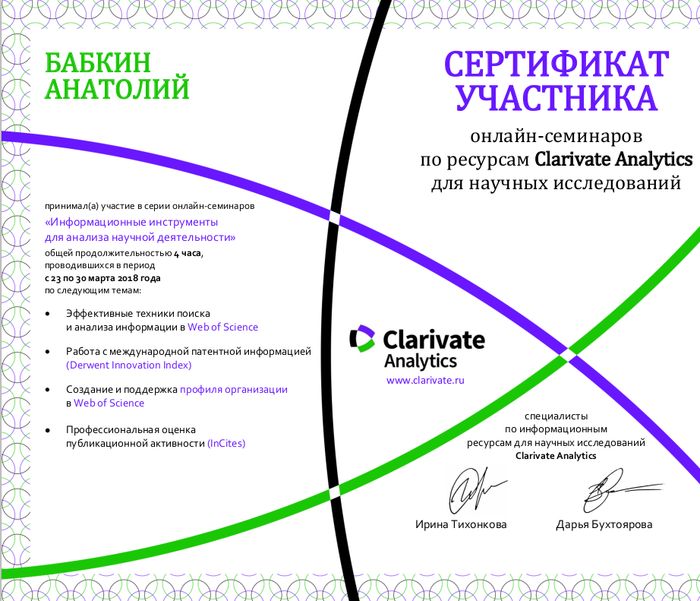 БАБКИН
АНАТОЛИЙ
СЕРТИФИКАТ
УЧАСТНИКА
онлайн-семинаров
по ресурсам Clarivate Analytics
для научных исследований
принимал(а) участие в серии онлайн-семинаров
«Информационные инструменты
для анализа научной деятельности»
общей продолжительностью 4 часа,
проводившихся в период
с 23 по 30 марта 2018 года
по следующим темам:
• Эффективные техники поиска
и анализа информации в Web of Science
• Работа с международной патентной информацией
(Derwent Innovation Index)
• Создание и поддержка профиля организации
в Web of Science
• Профессиональная оценка
публикационной активности (InCites)
Clarivate
Analytics
www.clarivate.ru
специалисты
по информационным
ресурсам для научных исследований
Clarivate Analytics
Ирина Тихонкова
Дарья Бухтоярова